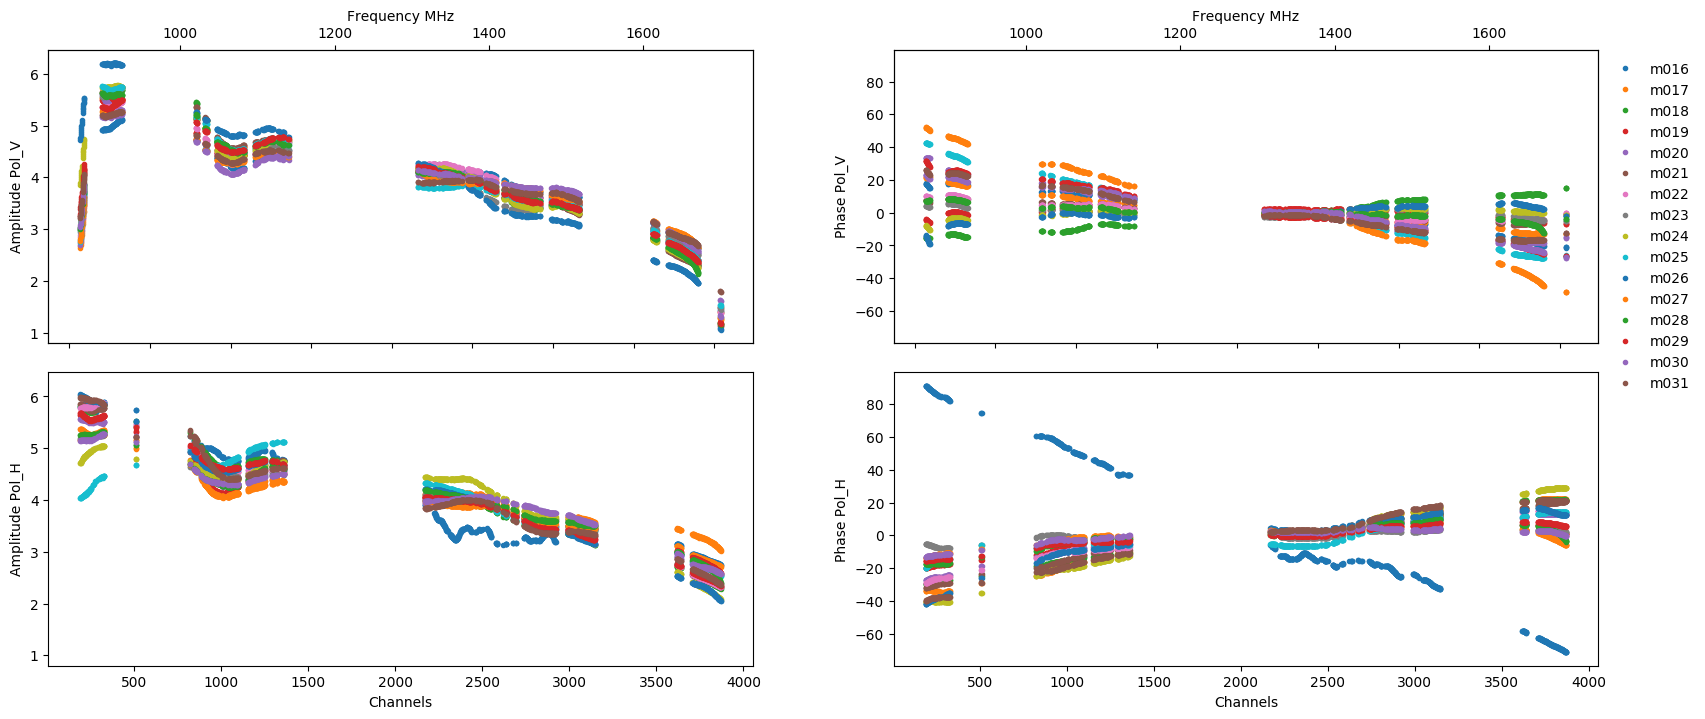 Frequency MHz
Frequency MHz
1000 1200 1400 1600
1000 1200 1400 1600
Amplitude Pol_V
6
5
4
3
2
1
Phase Pol_V
80
60
40
20
0
−20
−40
−60
m016
m017
m018
m019
m020
m021
m022
m023
m024
m025
m026
m027
m028
m029
m030
m031
Amplitude Pol_H
6
5
4
3
2
1
500 1000 1500 2000 2500 3000 3500 4000
Channels
Phase Pol_H
80
60
40
20
0
−20
−40
−60
500 1000 1500 2000 2500 3000 3500 4000
Channels